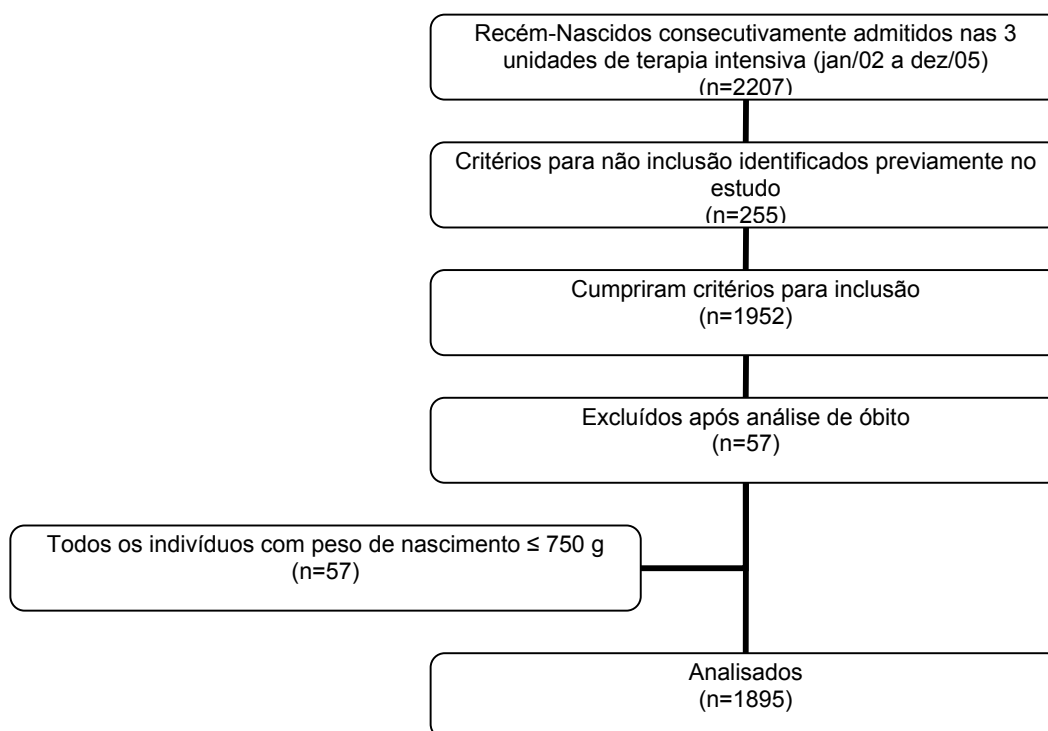 Recém-Nascidos consecutivamente admitidos nas 3
unidades de terapia intensiva (jan/02 a dez/05)
(n=2207)
Critérios para não inclusão identificados previamente no
estudo
(n=255)
Cumpriram critérios para inclusão
(n=1952)
Excluídos após análise de óbito
(n=57)
Todos os indivíduos com peso de nascimento ≤ 750 g
(n=57)
Analisados
(n=1895)